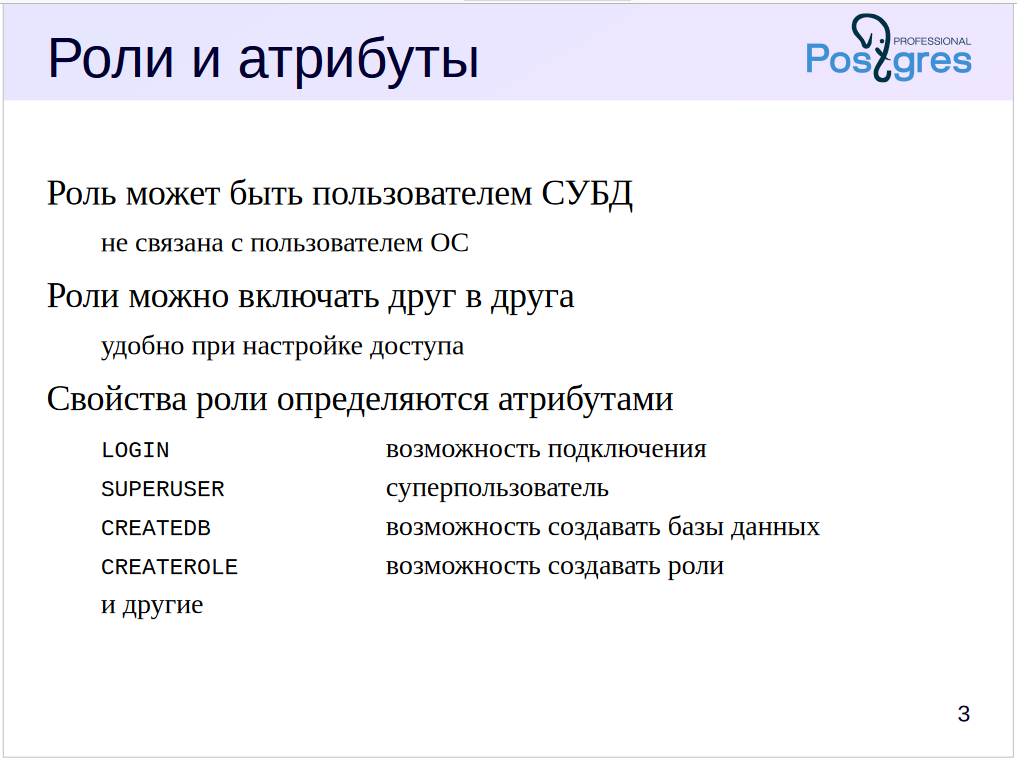 Роли и атрибуты
PROFESSIONAL
Postgres
Роль может быть пользователем СУБД
не связана с пользователем ОС
Роли можно включать друг в друга
удобно при настройке доступа
Свойства роли определяются атрибутами
LOGIN возможность подключения
SUPERUSER суперпользователь
CREATEDB возможность создавать базы данных
CREATEROLE возможность создавать роли
и другие
3